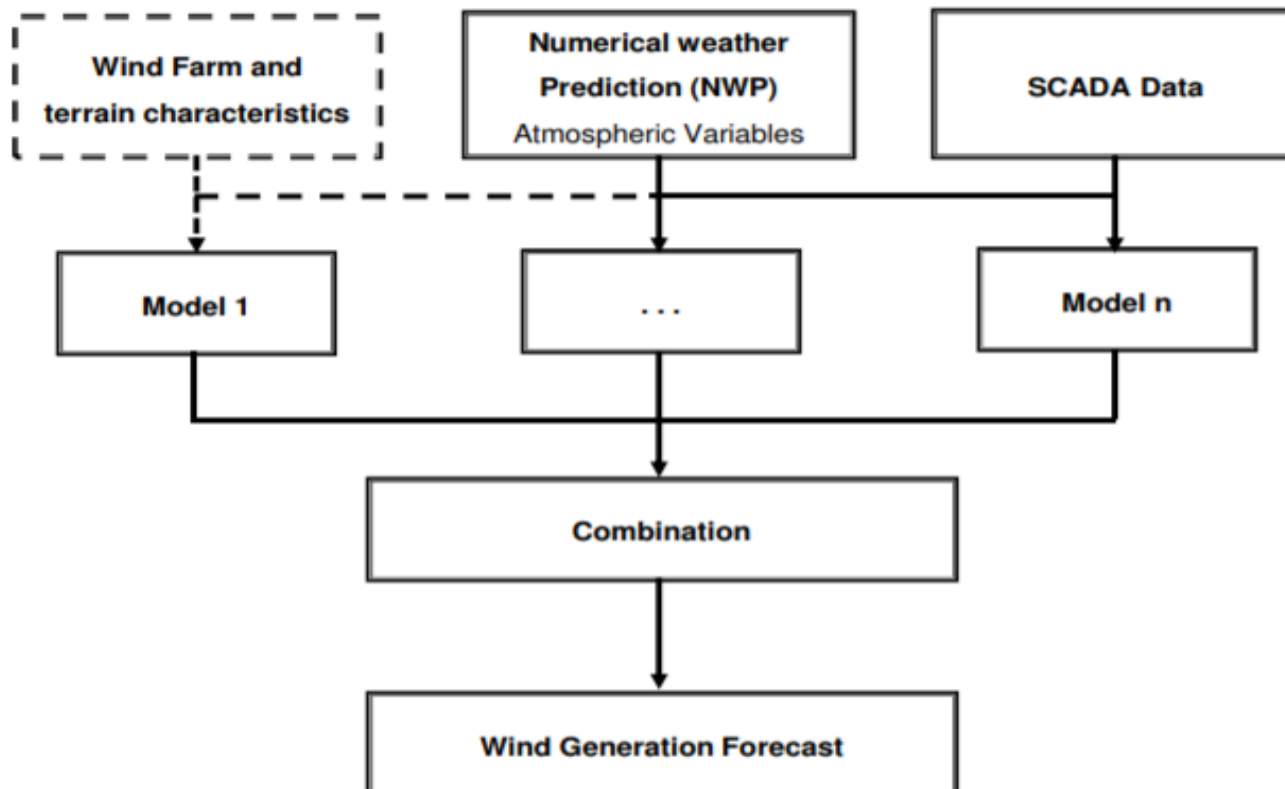 Wind Farm and
terrain characteristics
Numerical weather
Prediction (NWP)
Atmospheric Variables
SCADA Data
Model 1
. . .
Model n
Combination
Wind Generation Forecast